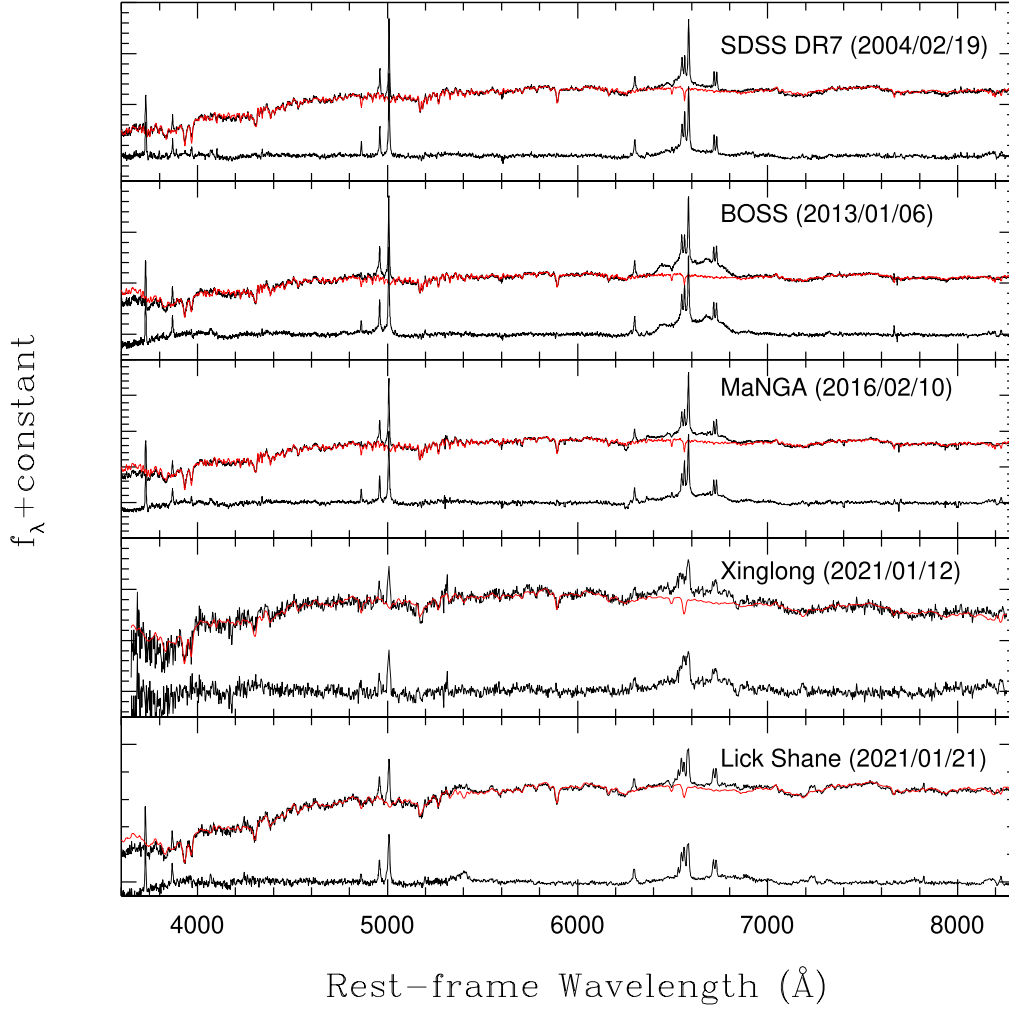 SDSS DR7 (2004/02/19)
BOSS (2013/01/06)
MaNGA (2016/02/10)
Xinglong (2021/01/12)
Lick Shane (2021/01/21)
fλ+constant
4000 5000 6000 7000 8000
Rest-frame Wavelength (Å)